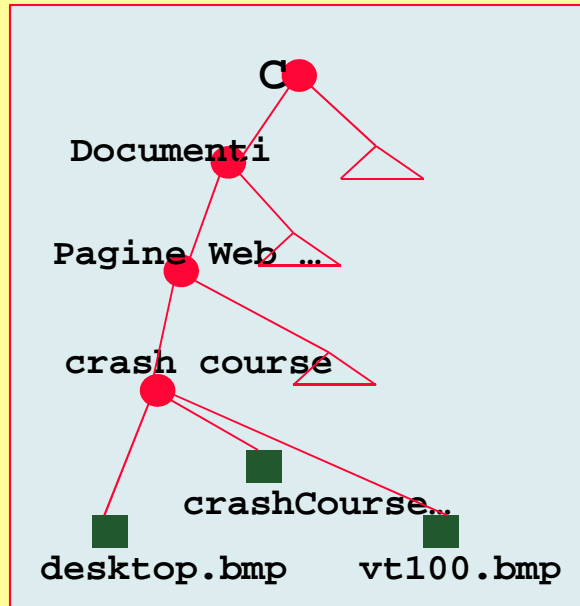 C
Documenti
Pagine Web …
crash course
crashCourse…
desktop.bmp
vt100.bmp